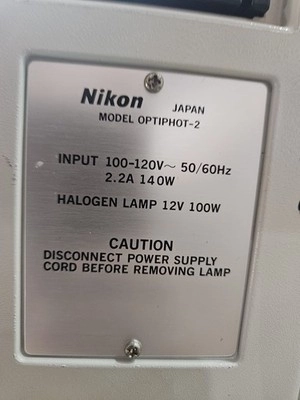 Nikon JAPAN
MODEL OPTIPHOT-2
INPUT 100-120V~ 50/60Hz
2.2A 140W
HALOGEN LAMP 12V 100W
CAUTION
DISCONNECT POWER SUPPLY
CORD BEFORE REMOVING LAMP